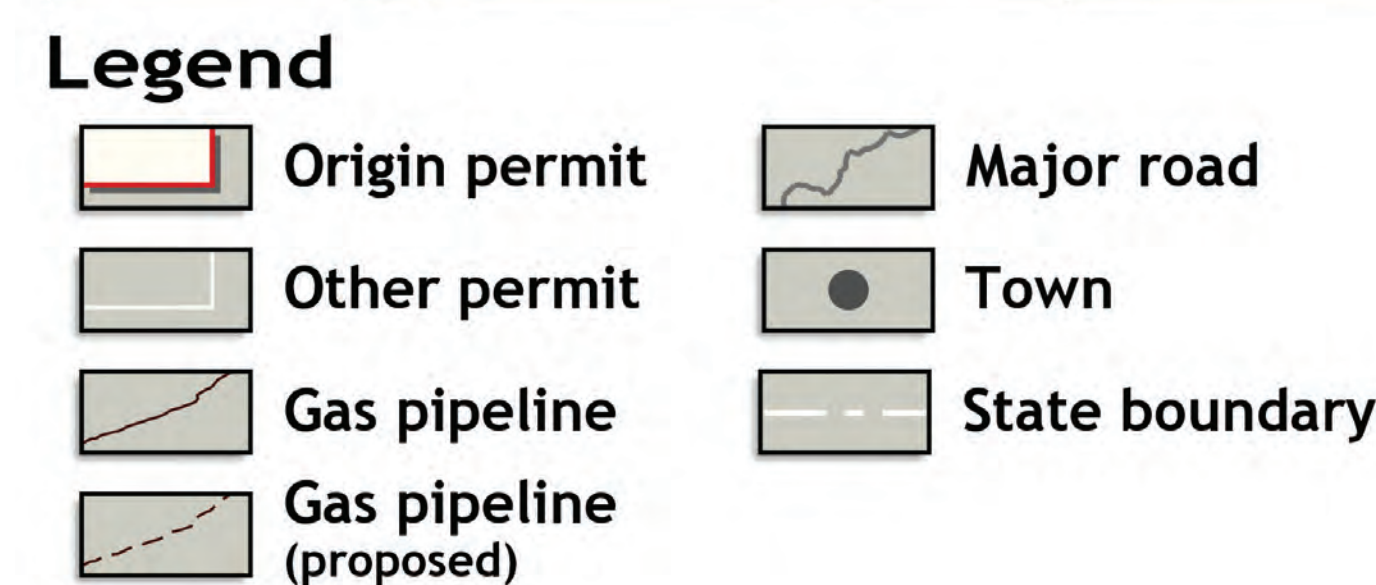 Legend
Origin permit
Other permit
Gas pipeline
Gas pipeline
(proposed)
Major road
Town
State boundary